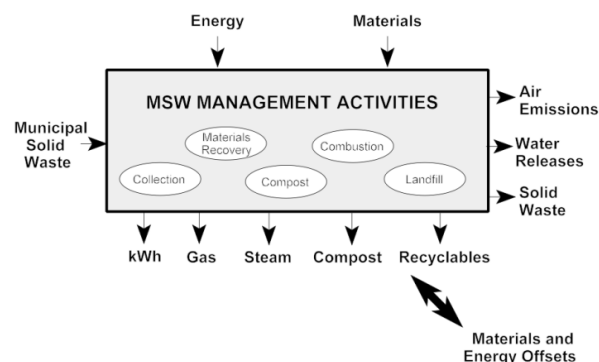 Energy
Materials
MSW MANAGEMENT ACTIVITIES
Municipal
Solid
Waste
Materials
Recovery
Combustion
Collection
Compost
Landfill
Air
Emissions
Water
Releases
Solid
Waste
kWh
Gas
Steam
Compost
Recyclables
Materials and
Energy Offsets